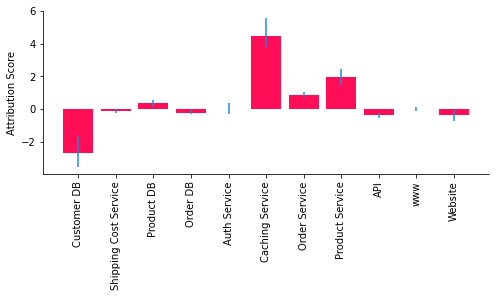 Attribution Score
6
4
2
0
−2
Customer DB
Shipping Cost Service
Product DB
Order DB
Auth Service
Caching Service
Order Service
Product Service
API
www
Website